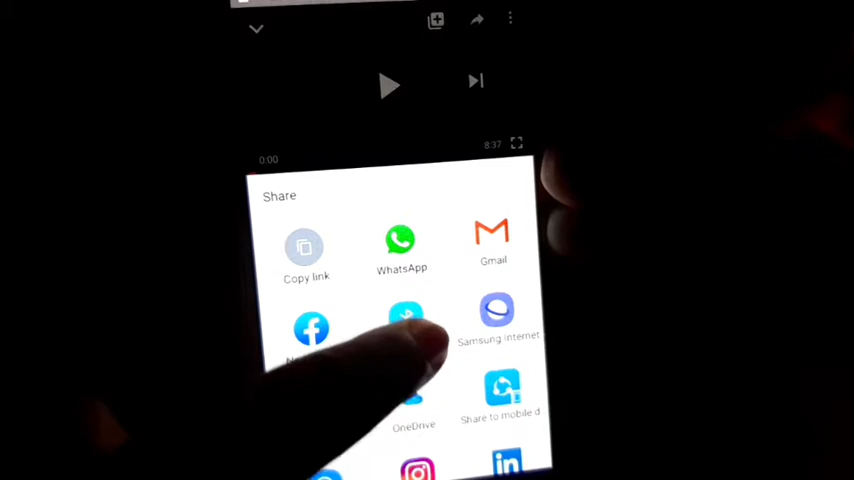 0:00
8:37
Share
Copy link
WhatsApp
Gmail
Samsung Internet
OneDrive
Share to mobile d